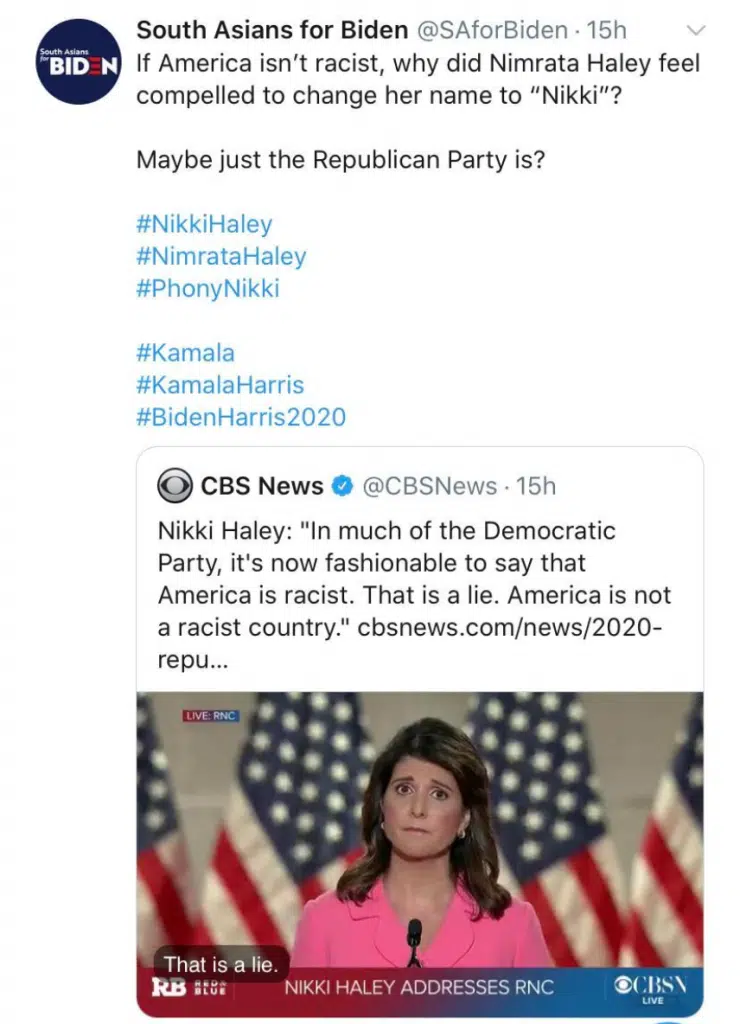 South Asians for Biden @SAforBiden · 15h
South Asians
for BIDEN
If America isn’t racist, why did Nimrata Haley feel
compelled to change her name to “Nikki”?
Maybe just the Republican Party is?
#NikkiHaley
#NimrataHaley
#PhonyNikki
#Kamala
#KamalaHarris
#BidenHarris2020
CBS News @CBSNews · 15h
Nikki Haley: "In much of the Democratic
Party, it's now fashionable to say that
America is racist. That is a lie. America is not
a racist country." cbsnews.com/news/2020-
repu...
LIVE: RNC
That is a lie.
RB RED &
BLUE
NIKKI HALEY ADDRESSES RNC
CBSN
LIVE